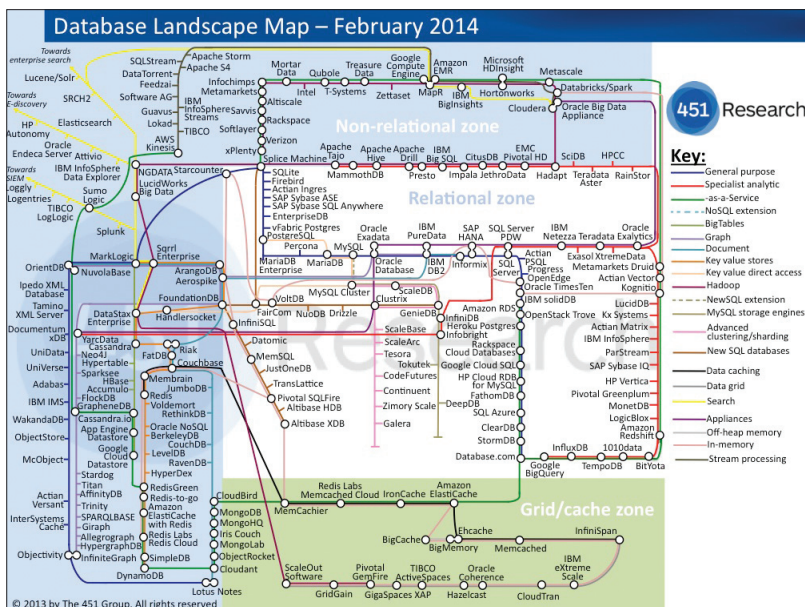 Database Landscape Map – February 2014
Towards
enterprise search
Lucene/Solr
SRCH2
Towards
E-discovery
Elasticsearch
HP
Autonomy
Oracle
Endeca Server
Attivio
IBM InfoSphere
Data Explorer
Towards
SIEM
Loggly
Logentries
Sumo
Logic
TIBCO
LogLogic
Splunk
SQLStream
Apache Storm
DataTorrent
Apache S4
Feedzai
Software AG
IBM
InfoSphere
Streams
Guavus
Lokad
TIBCO
AWS
Kinesis
NGDATA
LucidWorks
Big Data
Starcounter
Infochimps
Metamarkets
Altiscale
Savvis
Rackspace
Softlayer
Verizon
xPlenty
Splice Machine
Mortar
Data
Intel
Qubole
T-Systems
Treasure
Data
Zettaset
Google
Compute
Engine
MapR
Amazon
EMR
IBM
BigInsights
Microsoft
HDInsight
Hortonworks
Cloudera
Metascale
Databricks/Spark
Oracle Big Data
Appliance
Non-relational zone
Apache
Tajo
MammothDB
Apache
Hive
Apache
Drill
Presto
IBM
Big SQL
Impala
CitusDB
JethroData
EMC
Pivotal HD
Hadapt
SciDB
Teradata
Aster
HPCC
RainStor
Relational zone
SQLite
Firebird
Actian Ingres
SAP Sybase ASE
SAP Sybase SQL Anywhere
EnterpriseDB
vFabric Postgres
PostgreSQL
Percona
MariaDB
Enterprise
MariaDB
MySQL
Oracle
Exadata
Oracle
Database
IBM
PureData
IBM
DB2
SAP
HANA
Informix
SQL Server
PDW
SQL
Server
IBM
Netezza
Exasol
Teradata
XtremeData
Oracle
Exalytics
Actian
PSQL
Progress
OpenEdge
Oracle TimesTen
Teradata
Actian Vector
Metamarkets Druid
Kognitio
MarkLogic
Sqrrl
Enterprise
OrientDB
NuvolaBase
ArangoDB
Aerospike
FoundationDB
Ipedo XML
Database
Tamino
XML Server
Documentum
xDB
UniData
UniVerse
Adabas
IBM IMS
WakandaDB
ObjectStore
McObject
Actian
Versant
InterSystems
Caché
Objectivity
DataStax
Enterprise
Handlersocket
YarcData
Cassandra
Neo4J
Hypertable
Sparksee
HBase
Accumulo
FlockDB
GrapheneDB
Cassandra.io
App Engine
Datastore
Google
Cloud
Datastore
Stardog
Titan
AffinityDB
Trinity
SPARQLBASE
Giraph
Allegrograph
HypergraphDB
InfiniteGraph
DynamoDB
Riak
FatDB
Couchbase
Membrain
JumboDB
Redis
Voldemort
RethinkDB
Oracle NoSQL
BerkeleyDB
CouchDB
LevelDB
RavenDB
HyperDex
RedisGreen
Redis-to-go
Amazon
ElastiCache
with Redis
Redis Labs
Redis Cloud
SimpleDB
CloudBird
MongoDB
MongoHQ
Iris Couch
MongoLab
ObjectRocket
Cloudant
Lotus Notes
MySQL Cluster
ScaleDB
VoltDB
FairCom
NuoDB
Drizzle
Clustrix
GenieDB
InfiniSQL
Datomic
MemSQL
JustOneDB
TransLattice
Pivotal SQLFire
Altibase HDB
Altibase XDB
ScaleBase
ScaleArc
Tesora
Tokutek
CodeFutures
Continuent
Zimory Scale
Galera
DeepDB
InfiniDB
Heroku Postgres
Infobright
IBM solidDB
Amazon RDS
OpenStack Trove
Rackspace
Cloud Databases
Google Cloud SQL
HP Cloud RDB
for MySQL
FathomDB
SQL Azure
ClearDB
StormDB
Database.com
LucidDB
Kx Systems
Actian Matrix
IBM InfoSphere
ParStream
SAP Sybase IQ
HP Vertica
Pivotal Greenplum
MonetDB
LogicBlox
Amazon
Redshift
Google
BigQuery
InfluxDB
TempoDB
1010data
BitYota
Grid/cache zone
MemCachier
Redis Labs
Memcached Cloud
IronCache
Amazon
ElastiCache
BigCache
Ehcache
BigMemory
Memcached
InfiniSpan
ScaleOut
Software
GridGain
Pivotal
GemFire
GigaSpaces XAP
TIBCO
ActiveSpaces
Oracle
Coherence
Hazelcast
CloudTran
IBM
eXtreme
Scale
451 Research
Key:
General purpose
Specialist analytic
-as-a-Service
NoSQL extension
BigTables
Graph
Document
Key value stores
Key value direct access
Hadoop
NewSQL extension
MySQL storage engines
Advanced
clustering/sharding
New SQL databases
Data caching
Data grid
Search
Appliances
Off-heap memory
In-memory
Stream processing
© 2013 by The 451 Group. All rights reserved